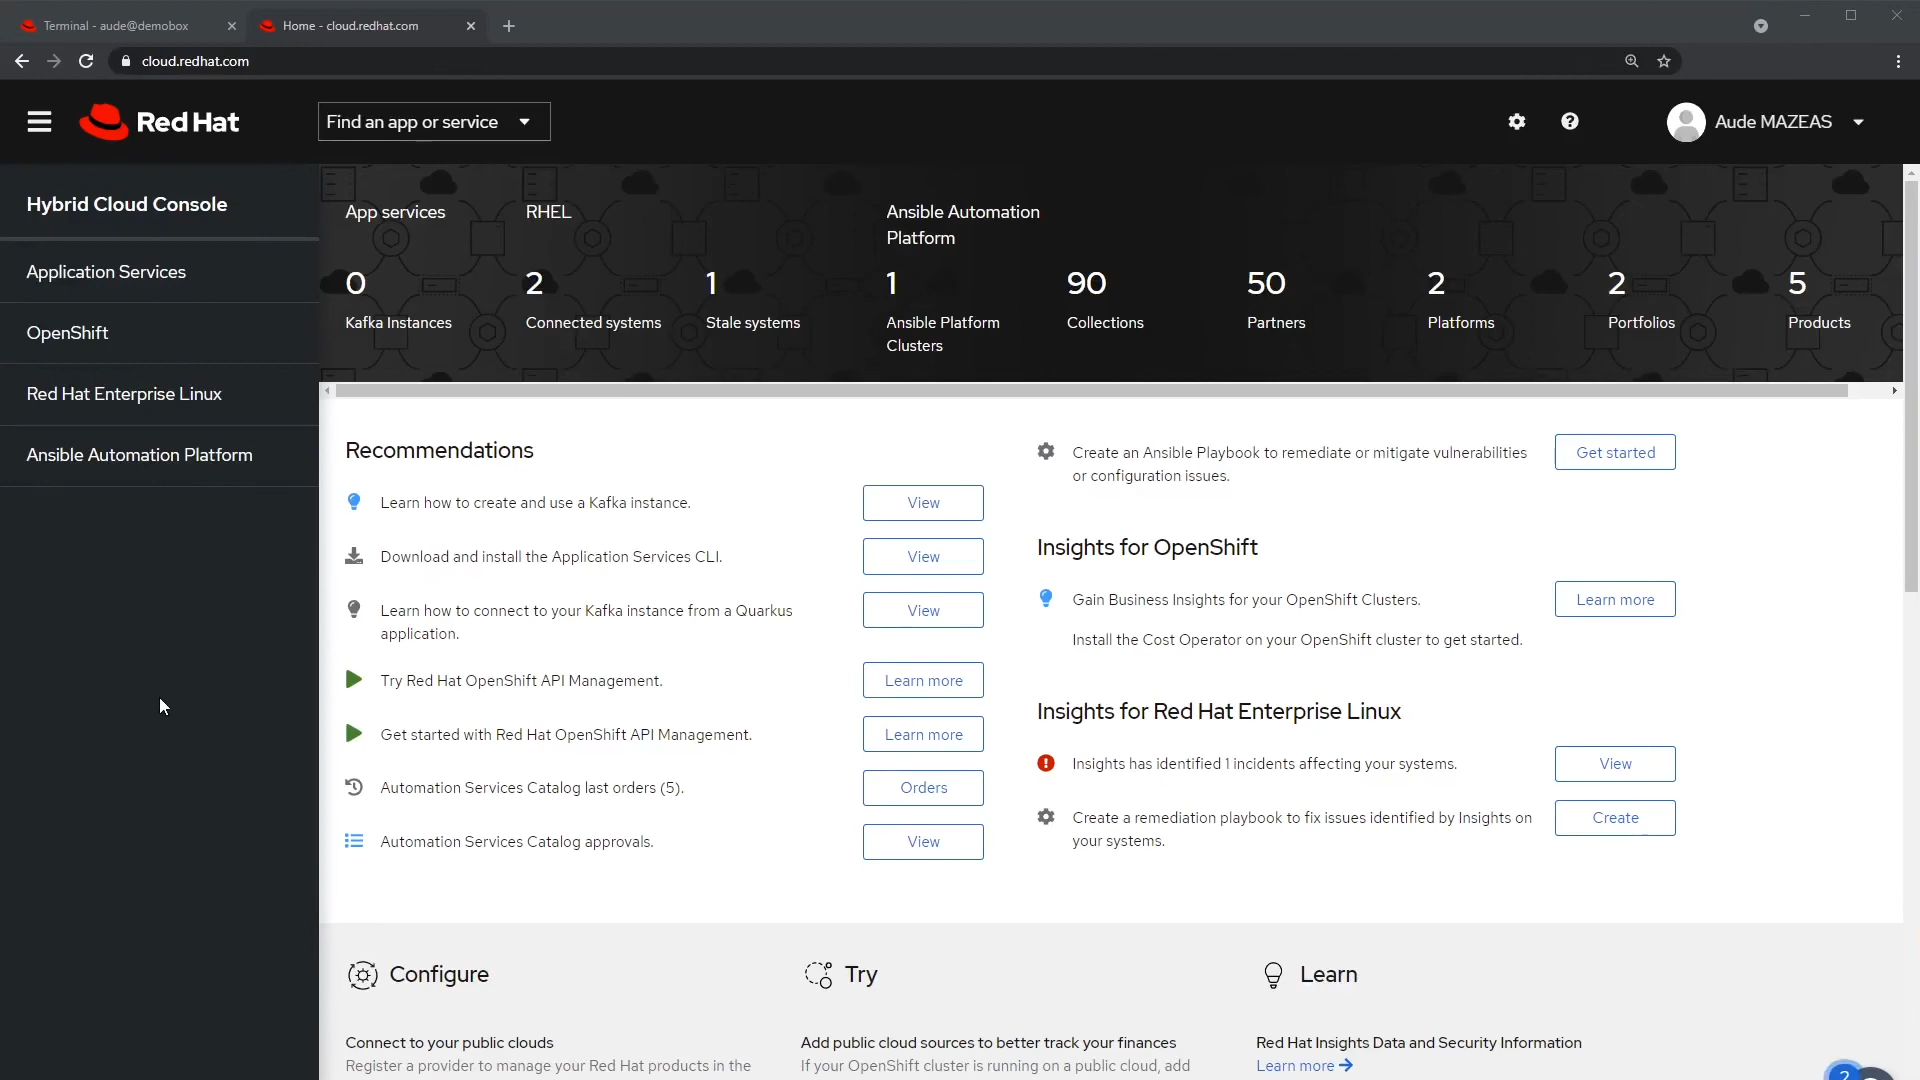 Terminal - aude@demobox
Home - cloud.redhat.com
cloud.redhat.com
Red Hat
Find an app or service
Aude MAZEAS
Hybrid Cloud Console
Application Services
OpenShift
Red Hat Enterprise Linux
Ansible Automation Platform
App services
RHEL
Ansible Automation
Platform
0
2
1
1
90
50
2
2
5
Kafka Instances
Connected systems
Stale systems
Ansible Platform
Clusters
Collections
Partners
Platforms
Portfolios
Products
Recommendations
Learn how to create and use a Kafka instance.
View
Download and install the Application Services CLI.
View
Learn how to connect to your Kafka instance from a Quarkus
application.
View
Try Red Hat OpenShift API Management.
Learn more
Get started with Red Hat OpenShift API Management.
Learn more
Automation Services Catalog last orders (5).
Orders
Automation Services Catalog approvals.
View
Create an Ansible Playbook to remediate or mitigate vulnerabilities
or configuration issues.
Get started
Insights for OpenShift
Gain Business Insights for your OpenShift Clusters.
Learn more
Install the Cost Operator on your OpenShift cluster to get started.
Insights for Red Hat Enterprise Linux
Insights has identified 1 incidents affecting your systems.
View
Create a remediation playbook to fix issues identified by Insights on
your systems.
Create
Configure
Connect to your public clouds
Register a provider to manage your Red Hat products in the
Try
Add public cloud sources to better track your finances
If your OpenShift cluster is running on a public cloud, add
Learn
Red Hat Insights Data and Security Information
Learn more
2